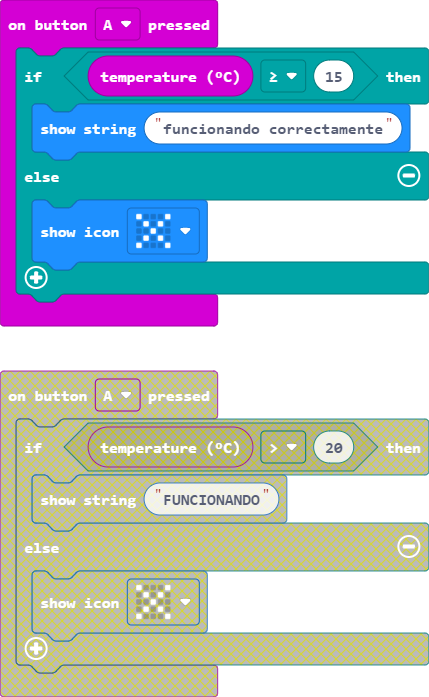 on button A pressed
if temperature (ºC) ≥ 15 then
show string "funcionando correctamente"
else
show icon
on button A pressed
if temperature (ºC) > 20 then
show string "FUNCIONANDO"
else
show icon